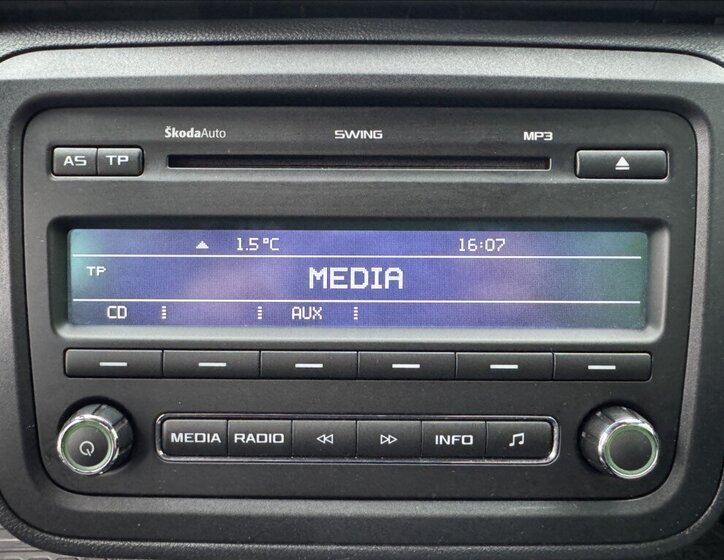 ŠkodaAuto SWING MP3
AS TP
1.5°C 16:07
TP MEDIA
CD AUX
MEDIA RADIO INFO